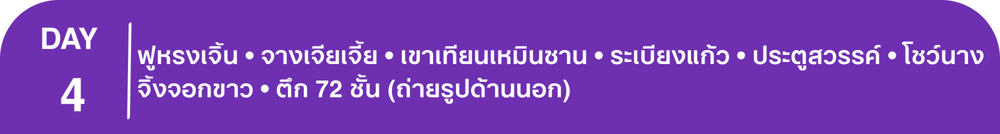 DAY
4
ฟูหรงเจิ้น • จางเจียเจี้ย • เขาเทียนเหมินซาน • ระเบียงแก้ว • ประตูสวรรค์ • โชว์นาง
จิ้งจอกขาว • ตึก 72 ชั้น (ถ่ายรูปด้านนอก)